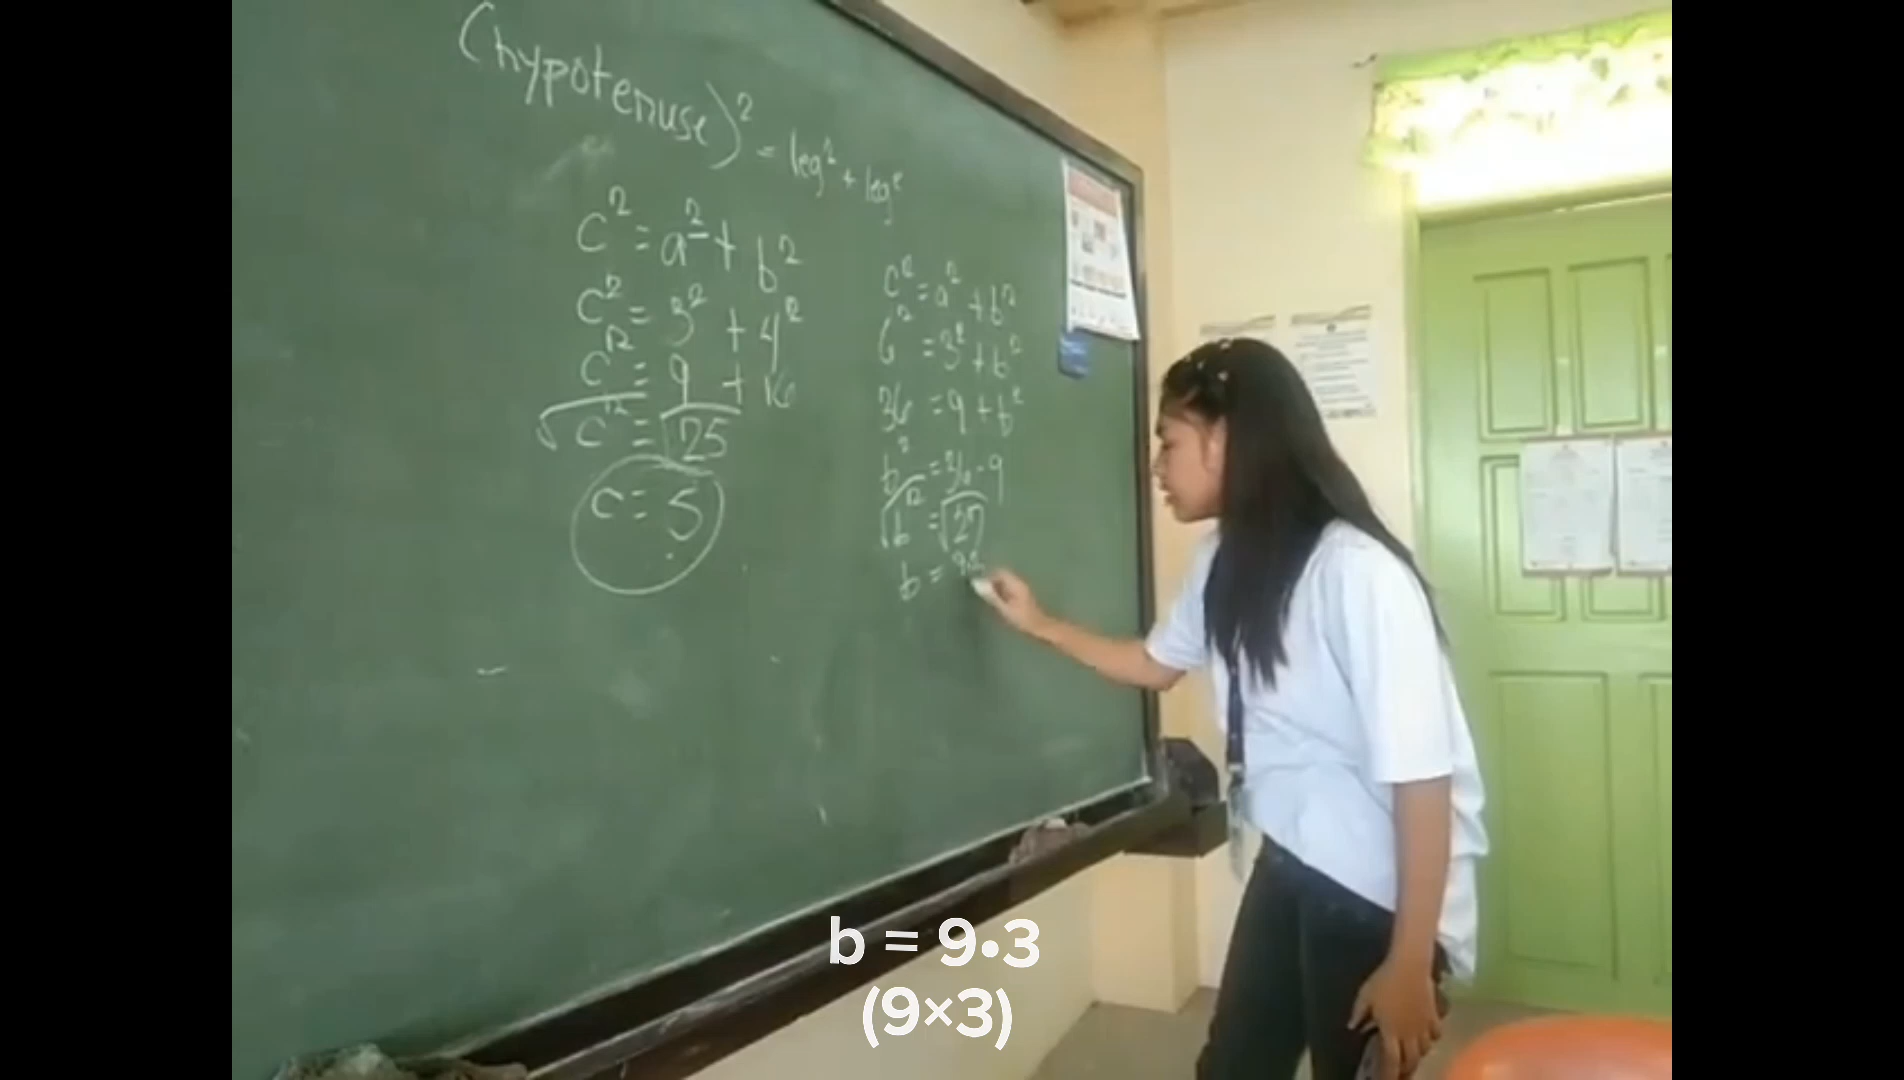 (hypotenuse)² = leg² + leg²
c² = a² + b²
c² = 3² + 4²
c² = 9 + 16
√c² = √25
c = 5
c² = a² + b²
6² = 3² + b²
36 = 9 + b²
b² = 36 - 9
√b² = √27
b = 9·3
b = 9•3
(9×3)